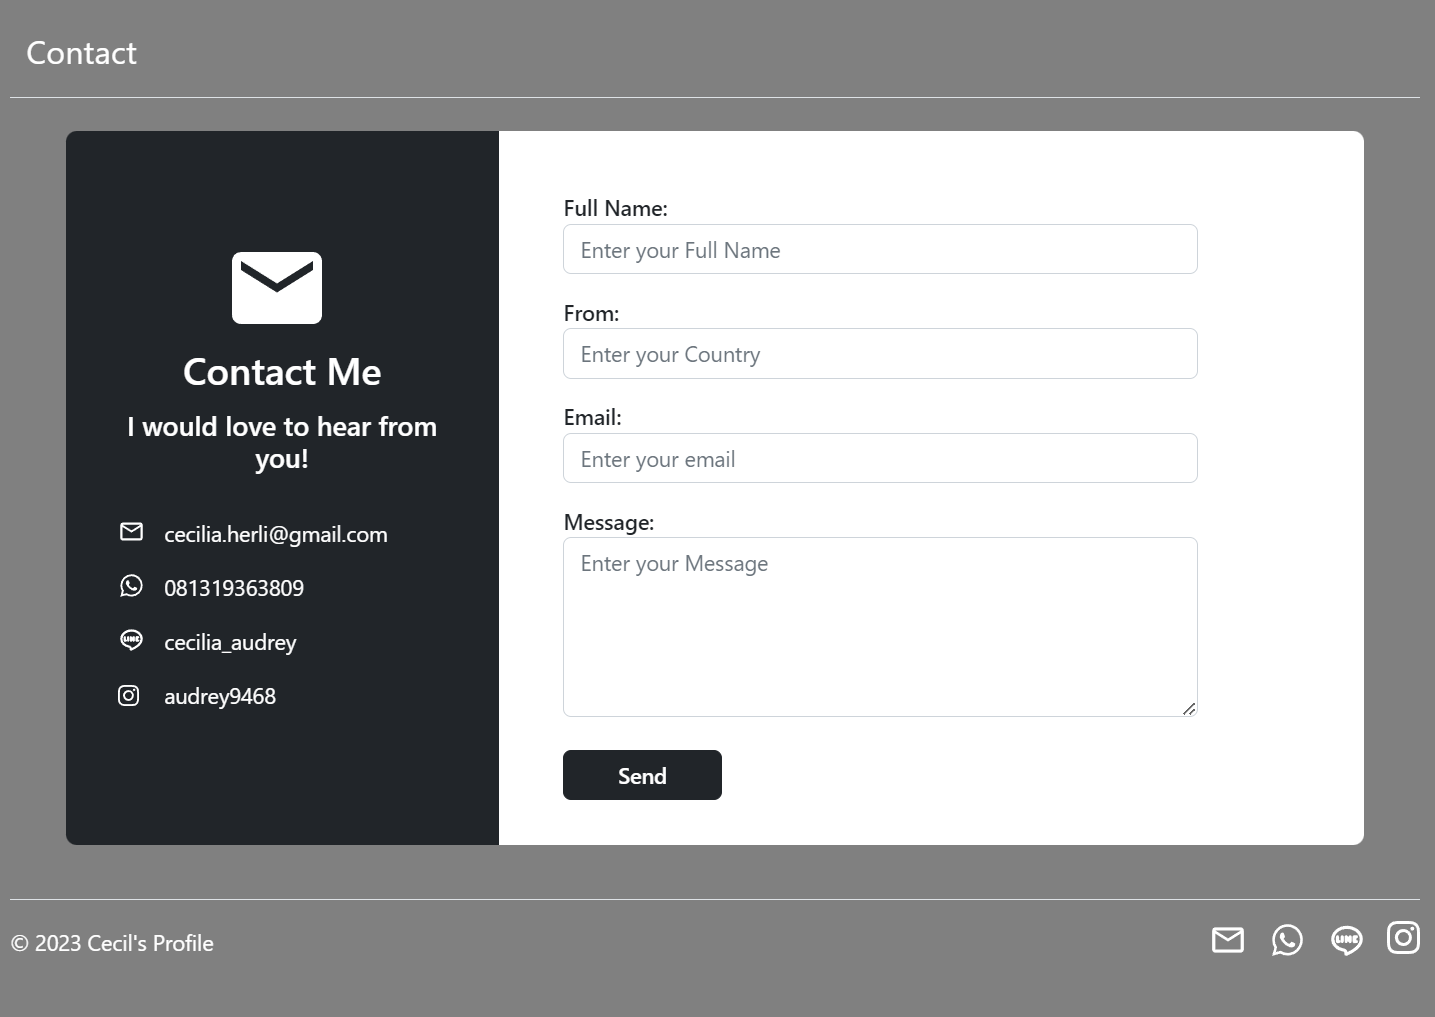 Contact
Contact Me
I would love to hear from
you!
cecilia.herli@gmail.com
081319363809
LINE
cecilia_audrey
audrey9468
Full Name:
Enter your Full Name
From:
Enter your Country
Email:
Enter your email
Message:
Enter your Message
Send
© 2023 Cecil's Profile
LINE